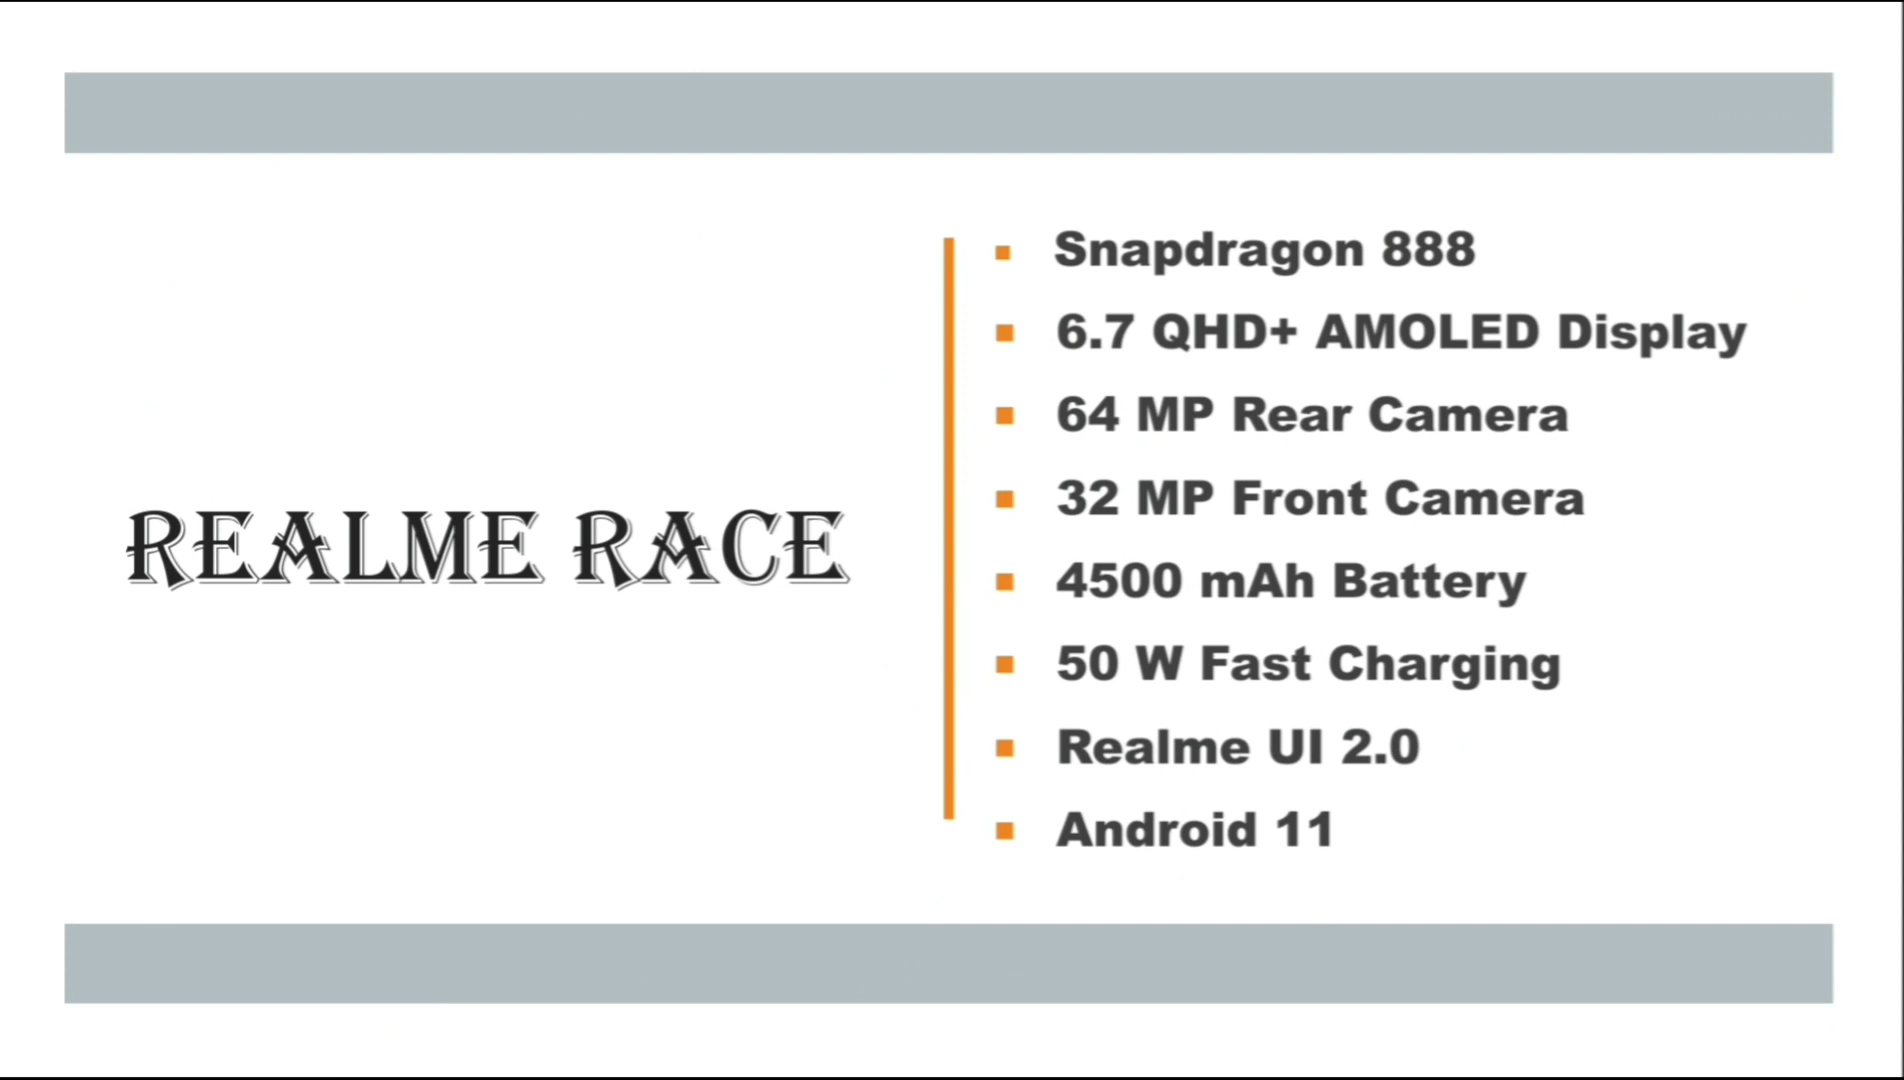 REALME RACE
Snapdragon 888
6.7 QHD+ AMOLED Display
64 MP Rear Camera
32 MP Front Camera
4500 mAh Battery
50 W Fast Charging
Realme UI 2.0
Android 11